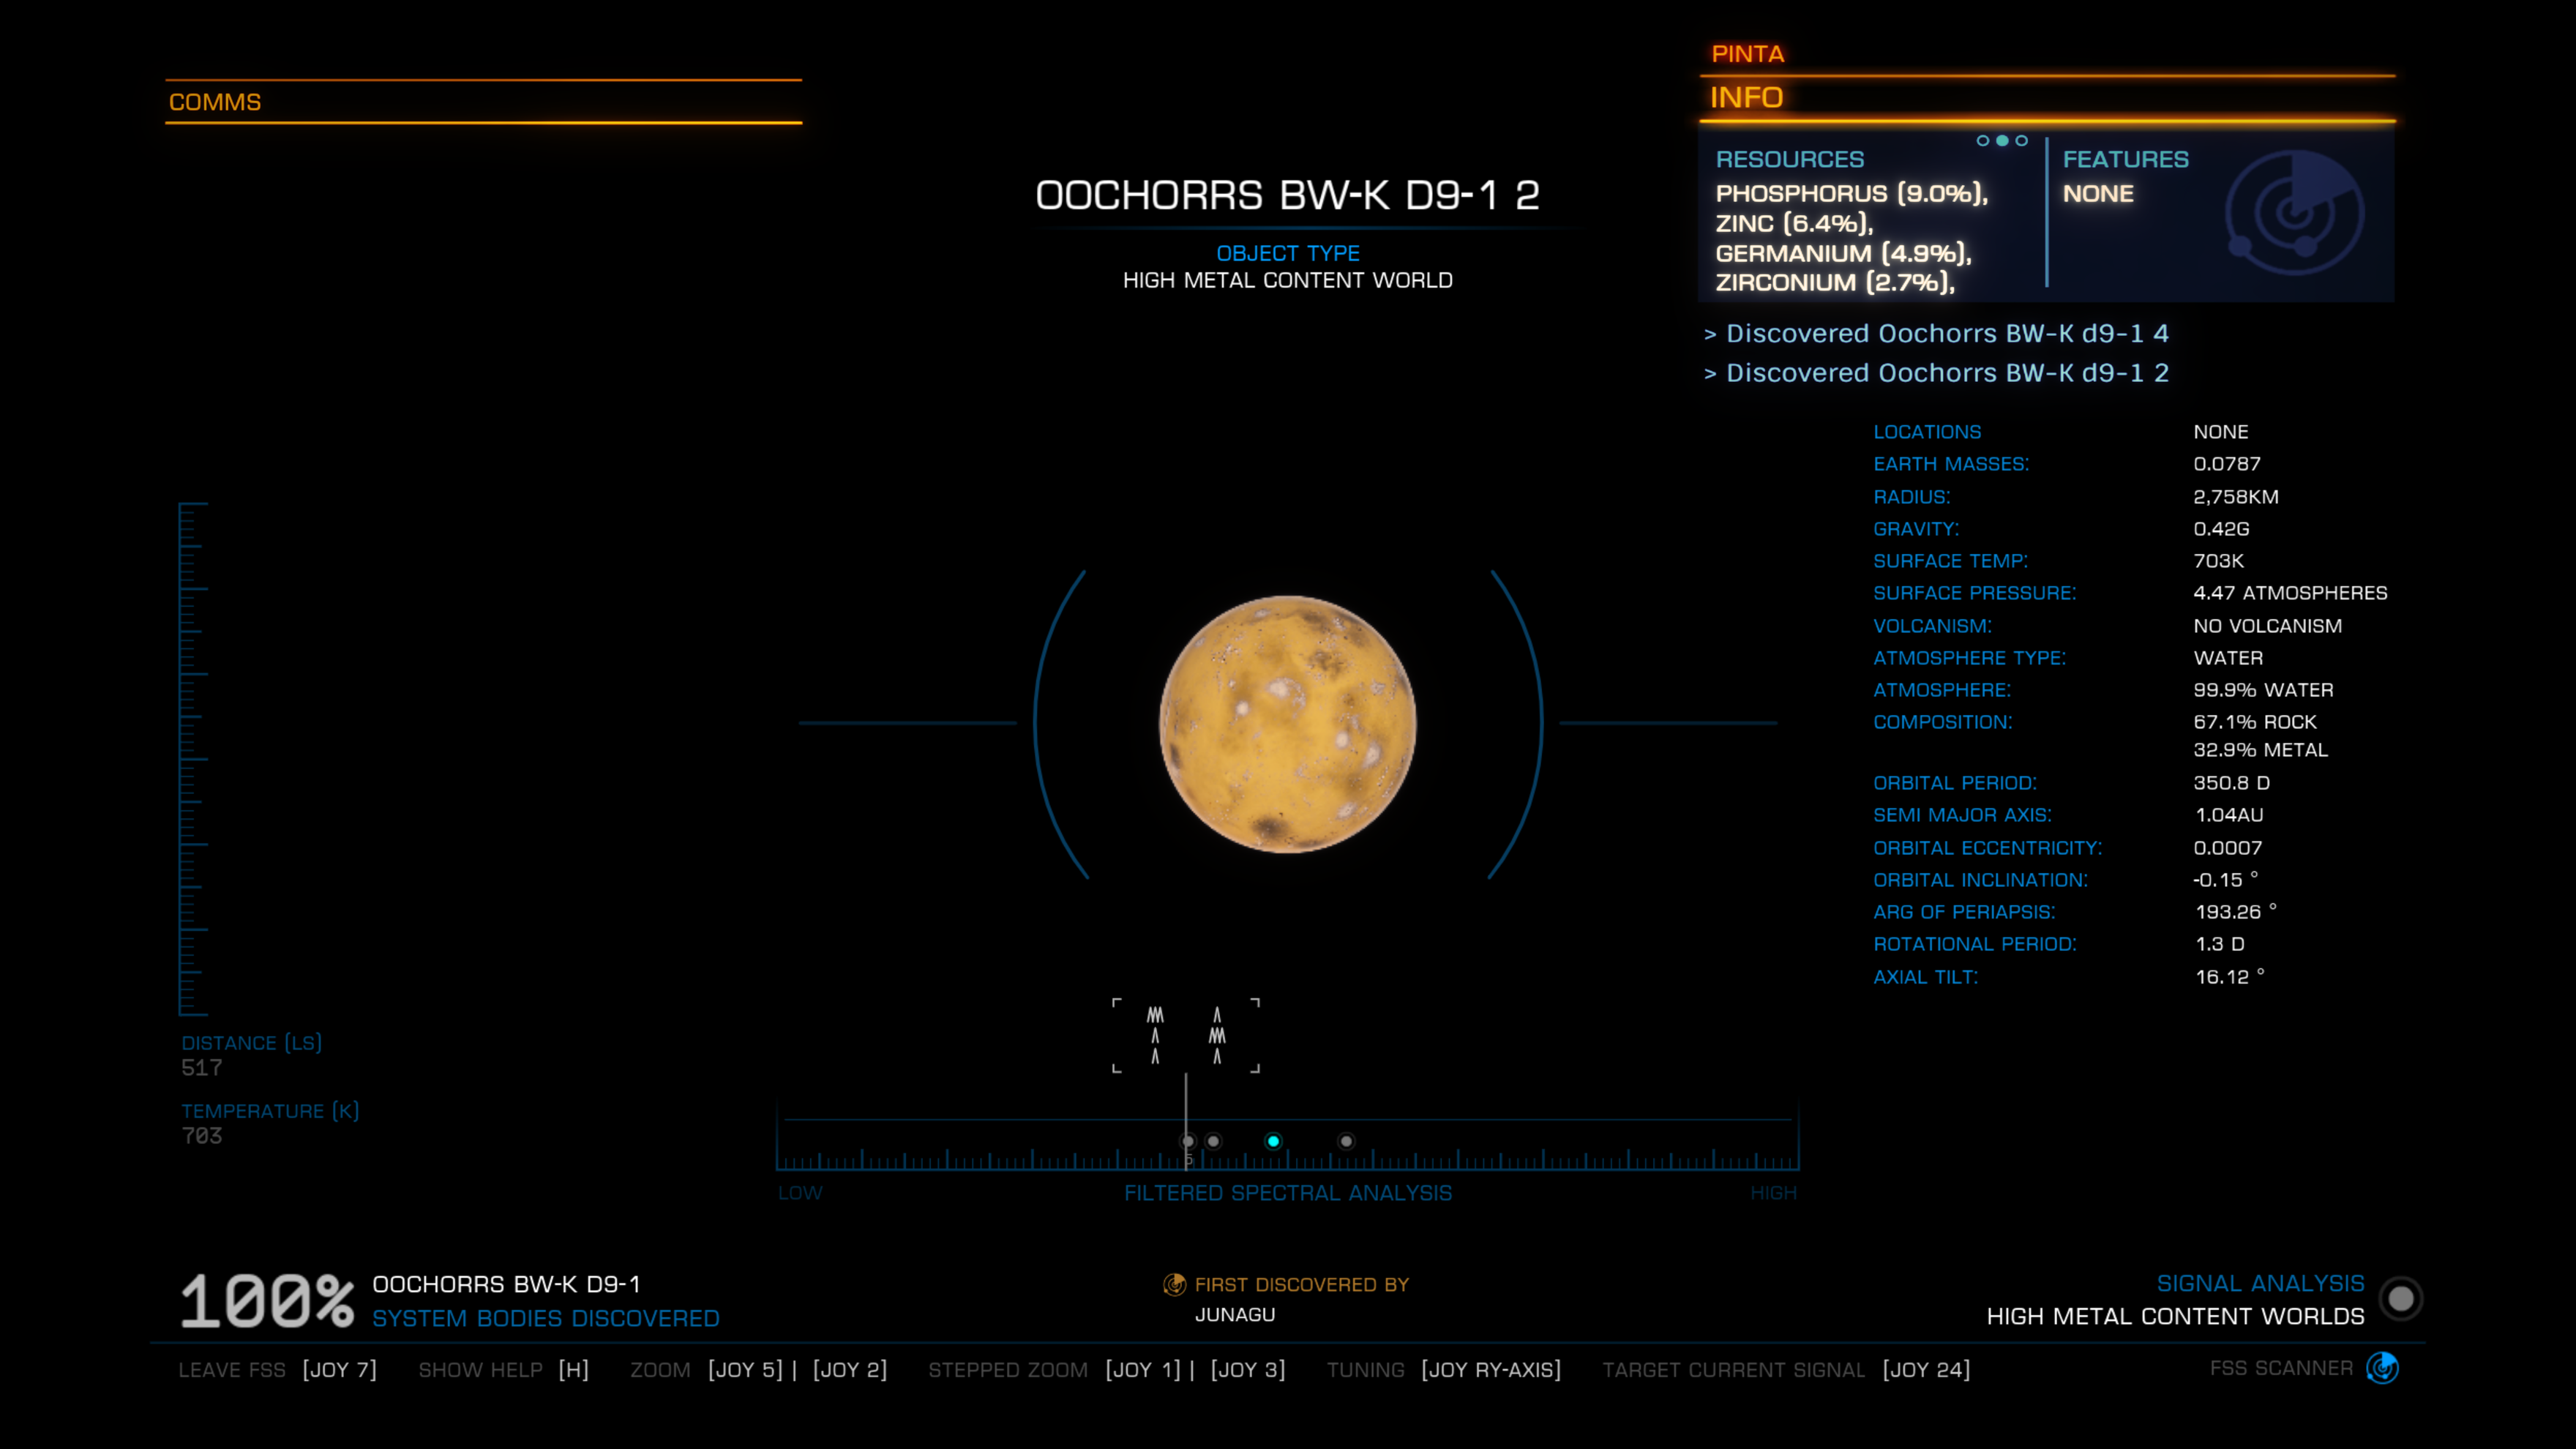 COMMS
PINTA
INFO
RESOURCES
PHOSPHORUS (9.0%),
ZINC (6.4%),
GERMANIUM (4.9%),
ZIRCONIUM (2.7%),
FEATURES
NONE
> Discovered Oochorrs BW-K d9-1 4
> Discovered Oochorrs BW-K d9-1 2
OOCHORRS BW-K D9-1 2
OBJECT TYPE
HIGH METAL CONTENT WORLD
LOCATIONS NONE
EARTH MASSES: 0.0787
RADIUS: 2,758KM
GRAVITY: 0.42G
SURFACE TEMP: 703K
SURFACE PRESSURE: 4.47 ATMOSPHERES
VOLCANISM: NO VOLCANISM
ATMOSPHERE TYPE: WATER
ATMOSPHERE: 99.9% WATER
COMPOSITION: 67.1% ROCK
32.9% METAL
ORBITAL PERIOD: 350.8 D
SEMI MAJOR AXIS: 1.04AU
ORBITAL ECCENTRICITY: 0.0007
ORBITAL INCLINATION: -0.15 °
ARG OF PERIAPSIS: 193.26 °
ROTATIONAL PERIOD: 1.3 D
AXIAL TILT: 16.12 °
DISTANCE (LS)
517
TEMPERATURE (K)
703
LOW FILTERED SPECTRAL ANALYSIS HIGH
100%
OOCHORRS BW-K D9-1
SYSTEM BODIES DISCOVERED
FIRST DISCOVERED BY
JUNAGU
SIGNAL ANALYSIS
HIGH METAL CONTENT WORLDS
LEAVE FSS [JOY 7] SHOW HELP [H] ZOOM [JOY 5] | [JOY 2] STEPPED ZOOM [JOY 1] | [JOY 3] TUNING [JOY RY-AXIS] TARGET CURRENT SIGNAL [JOY 24] FSS SCANNER